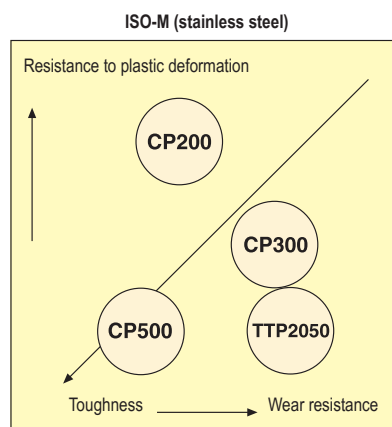 ISO-M (stainless steel)
Resistance to plastic deformation
CP200
CP300
CP500
TTP2050
Toughness
Wear resistance